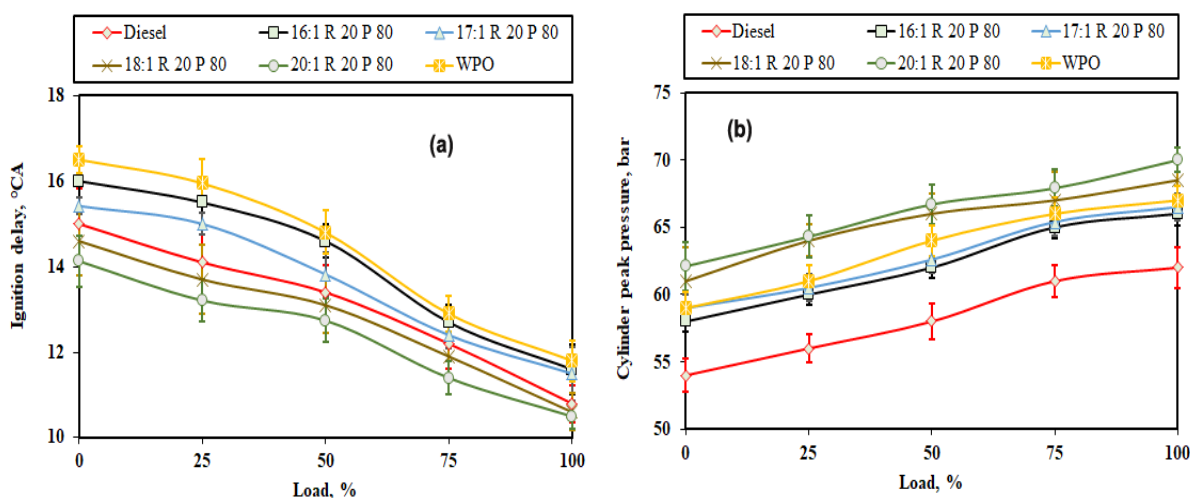 Diesel 16:1 R 20 P 80 17:1 R 20 P 80
18:1 R 20 P 80 20:1 R 20 P 80 WPO
18
16
14
12
10
Ignition delay, °CA
(a)
0 25 50 75 100
Load, %
Diesel 16:1 R 20 P 80 17:1 R 20 P 80
18:1 R 20 P 80 20:1 R 20 P 80 WPO
75
70
65
60
55
50
Cylinder peak pressure, bar
(b)
0 25 50 75 100
Load, %